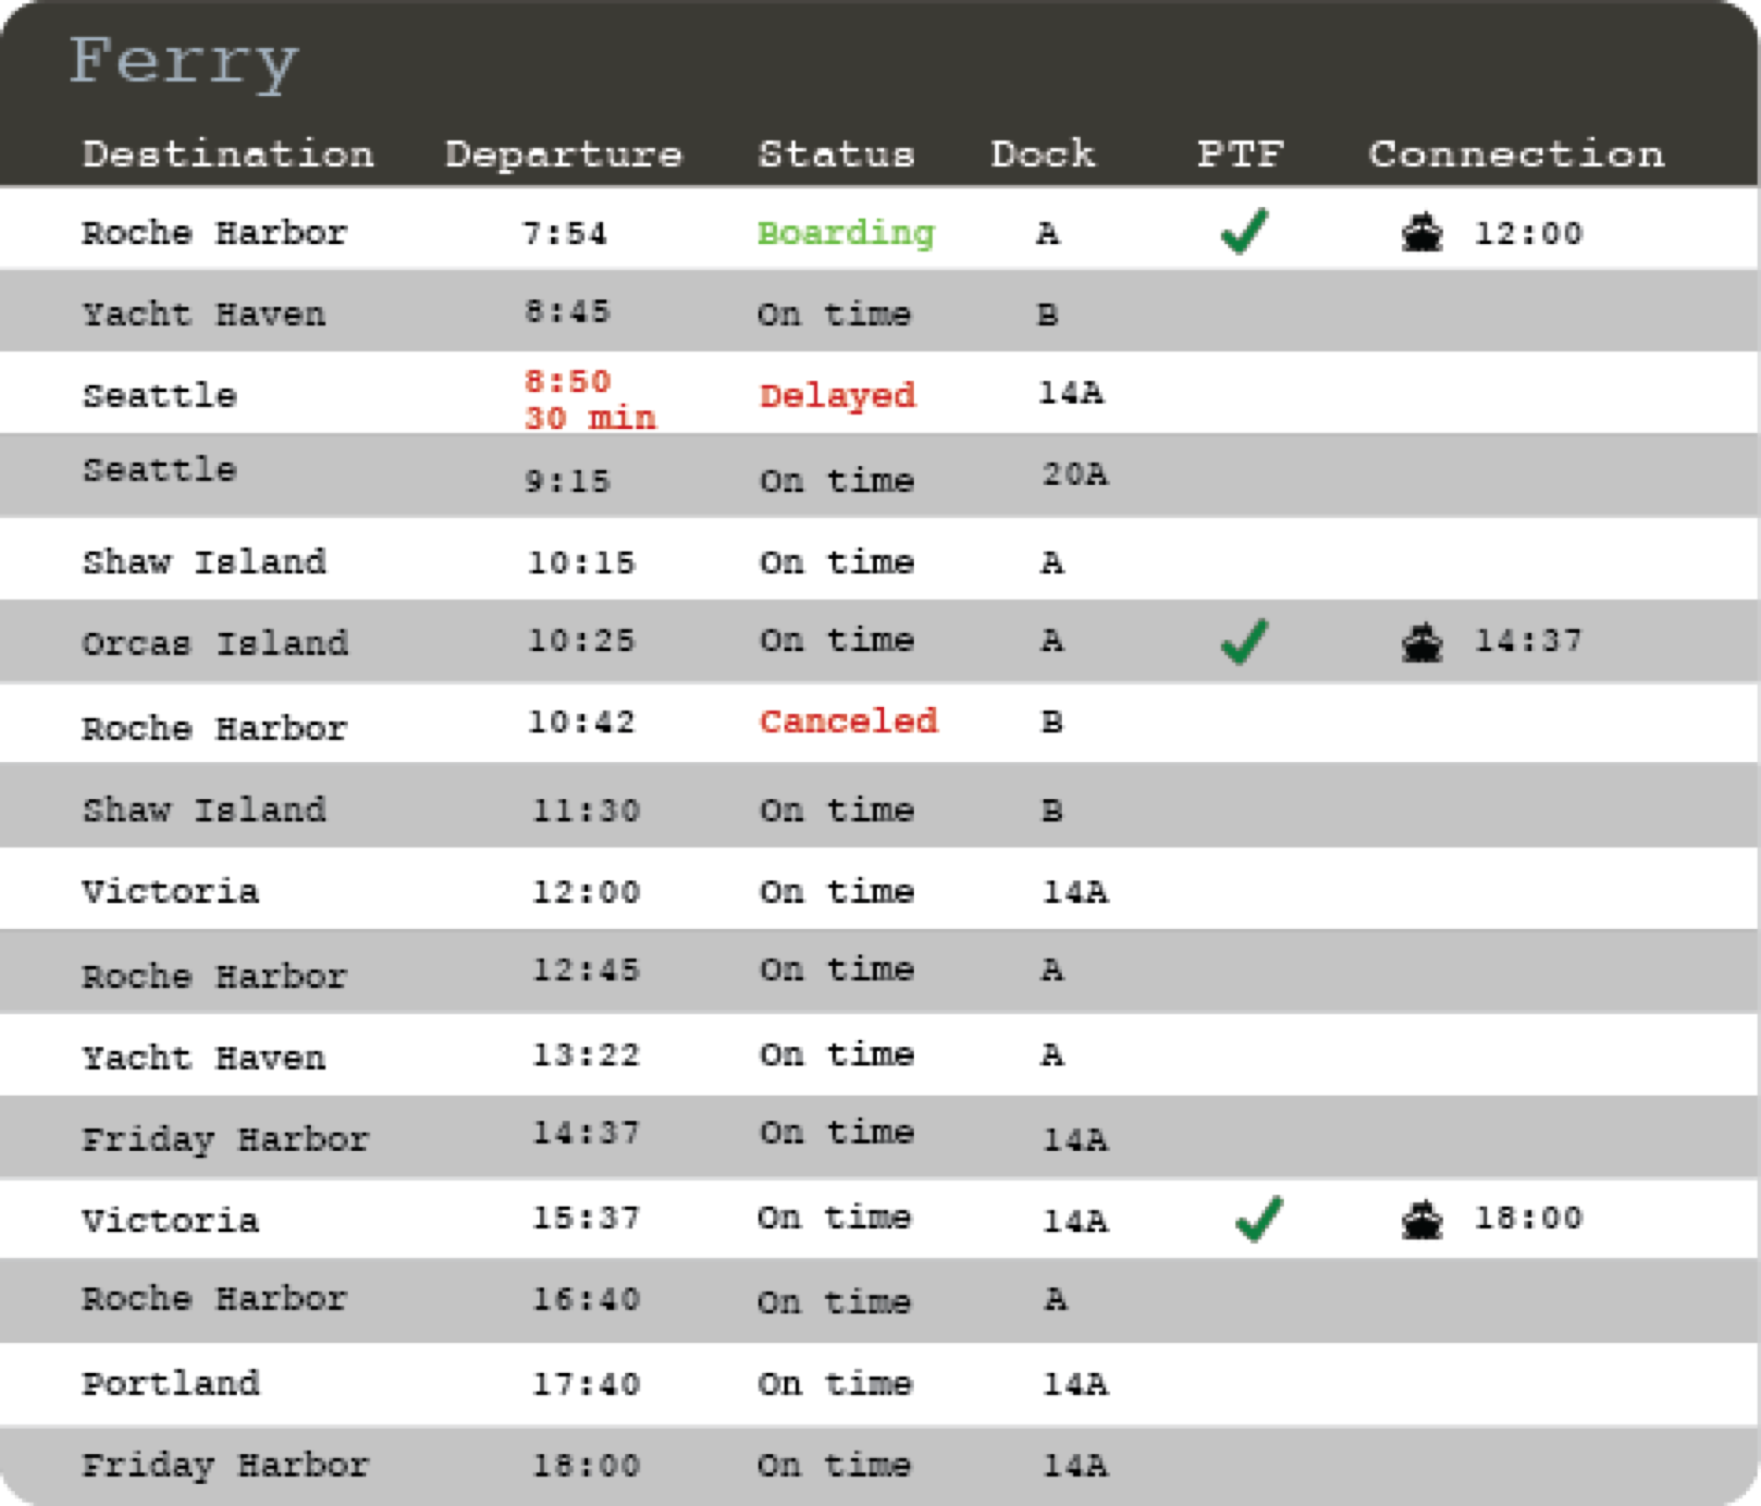 Ferry
Destination Departure Status Dock PTF Connection
Roche Harbor 7:54 Boarding A 12:00
Yacht Haven 8:45 On time B
Seattle 8:50 Delayed 14A
30 min
Seattle 9:15 On time 20A
Shaw Island 10:15 On time A
Orcas Island 10:25 On time A 14:37
Roche Harbor 10:42 Canceled B
Shaw Island 11:30 On time B
Victoria 12:00 On time 14A
Roche Harbor 12:45 On time A
Yacht Haven 13:22 On time A
Friday Harbor 14:37 On time 14A
Victoria 15:37 On time 14A 18:00
Roche Harbor 16:40 On time A
Portland 17:40 On time 14A
Friday Harbor 18:00 On time 14A